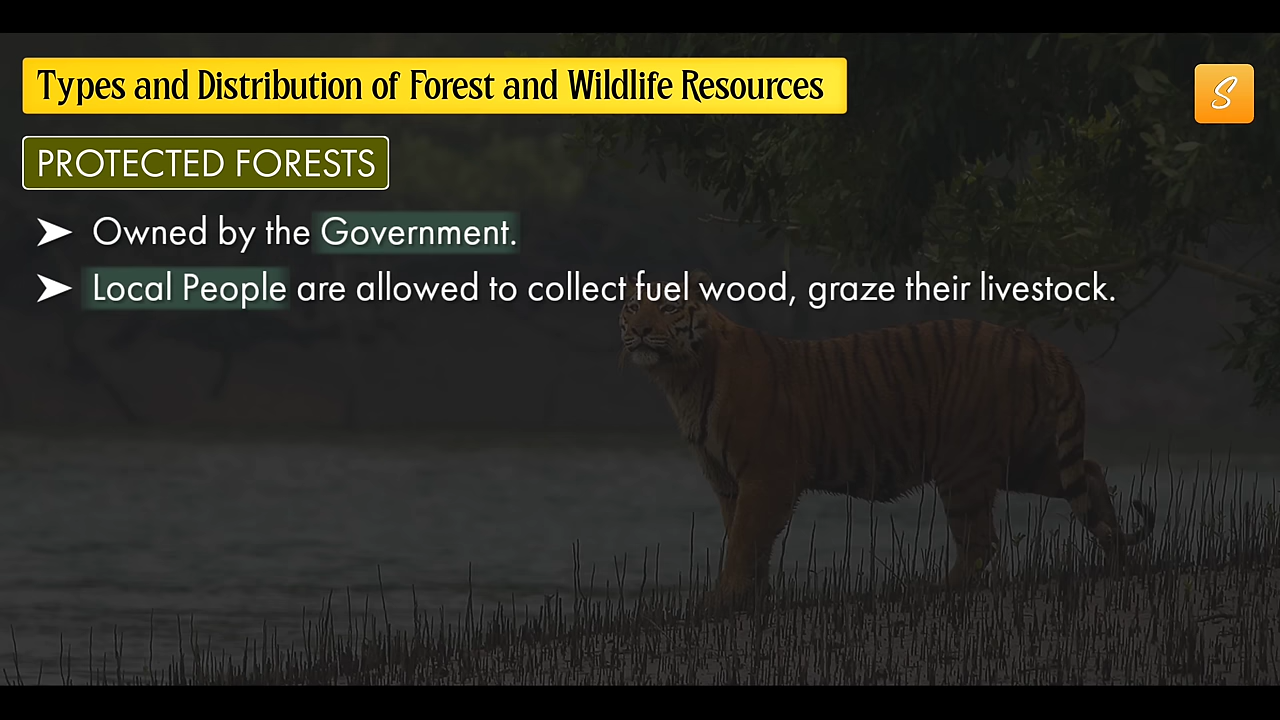 Types and Distribution of Forest and Wildlife Resources
S
PROTECTED FORESTS
➤ Owned by the Government.
➤ Local People are allowed to collect fuel wood, graze their livestock.